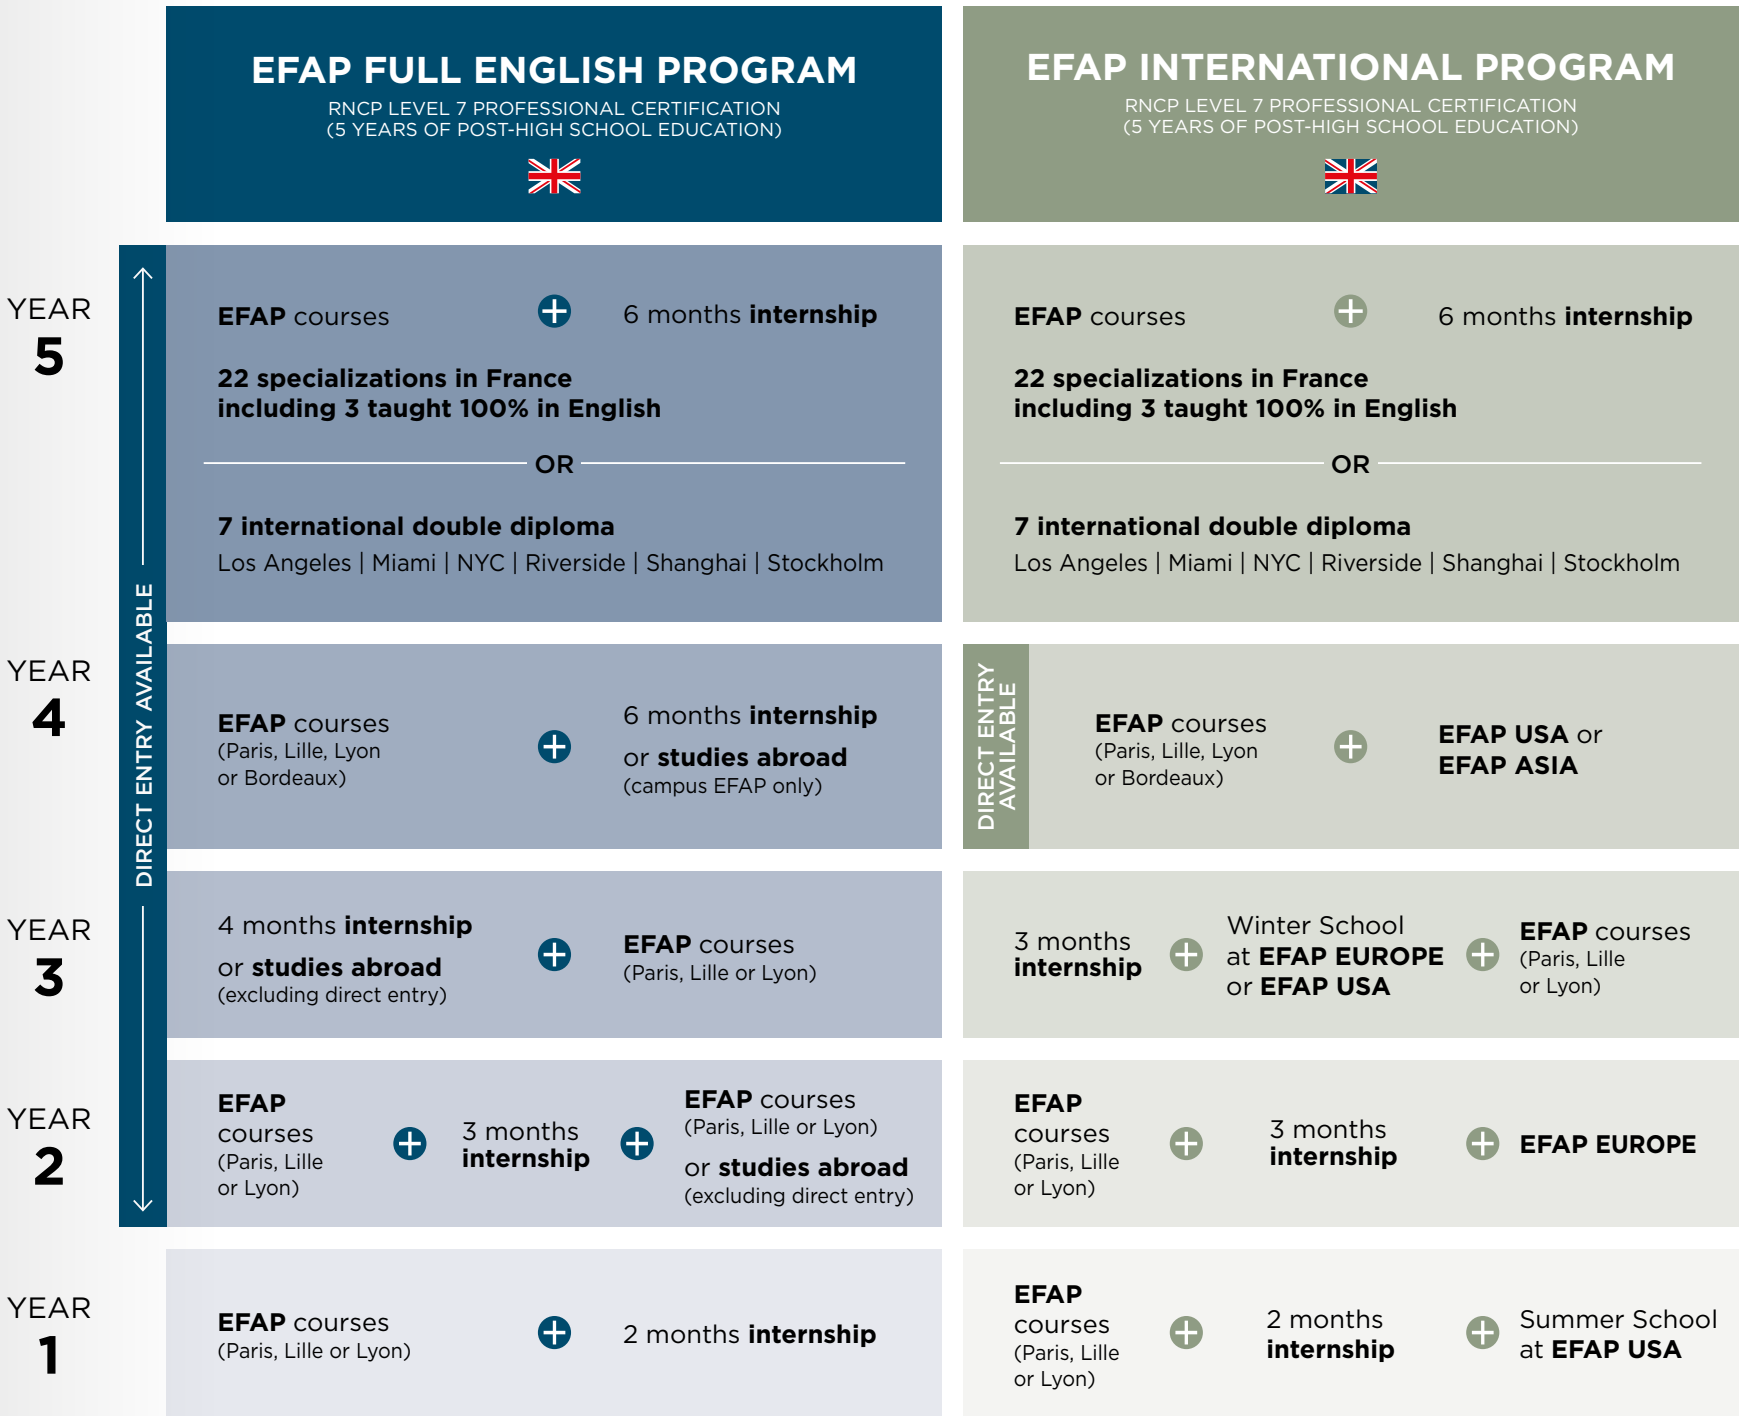 EFAP FULL ENGLISH PROGRAM
RNCP LEVEL 7 PROFESSIONAL CERTIFICATION
(5 YEARS OF POST-HIGH SCHOOL EDUCATION)
EFAP INTERNATIONAL PROGRAM
RNCP LEVEL 7 PROFESSIONAL CERTIFICATION
(5 YEARS OF POST-HIGH SCHOOL EDUCATION)
DIRECT ENTRY AVAILABLE
YEAR
5
EFAP courses
6 months internship
22 specializations in France
including 3 taught 100% in English
OR
7 international double diploma
Los Angeles | Miami | NYC | Riverside | Shanghai | Stockholm
EFAP courses
6 months internship
22 specializations in France
including 3 taught 100% in English
OR
7 international double diploma
Los Angeles | Miami | NYC | Riverside | Shanghai | Stockholm
YEAR
4
EFAP courses
(Paris, Lille, Lyon
or Bordeaux)
6 months internship
or studies abroad
(campus EFAP only)
DIRECT ENTRY
AVAILABLE
EFAP courses
(Paris, Lille, Lyon
or Bordeaux)
EFAP USA or
EFAP ASIA
YEAR
3
4 months internship
or studies abroad
(excluding direct entry)
EFAP courses
(Paris, Lille or Lyon)
3 months
internship
Winter School
at EFAP EUROPE
or EFAP USA
EFAP courses
(Paris, Lille
or Lyon)
YEAR
2
EFAP
courses
(Paris, Lille
or Lyon)
3 months
internship
EFAP courses
(Paris, Lille or Lyon)
or studies abroad
(excluding direct entry)
EFAP
courses
(Paris, Lille
or Lyon)
3 months
internship
EFAP EUROPE
YEAR
1
EFAP courses
(Paris, Lille or Lyon)
2 months internship
EFAP
courses
(Paris, Lille
or Lyon)
2 months
internship
Summer School
at EFAP USA